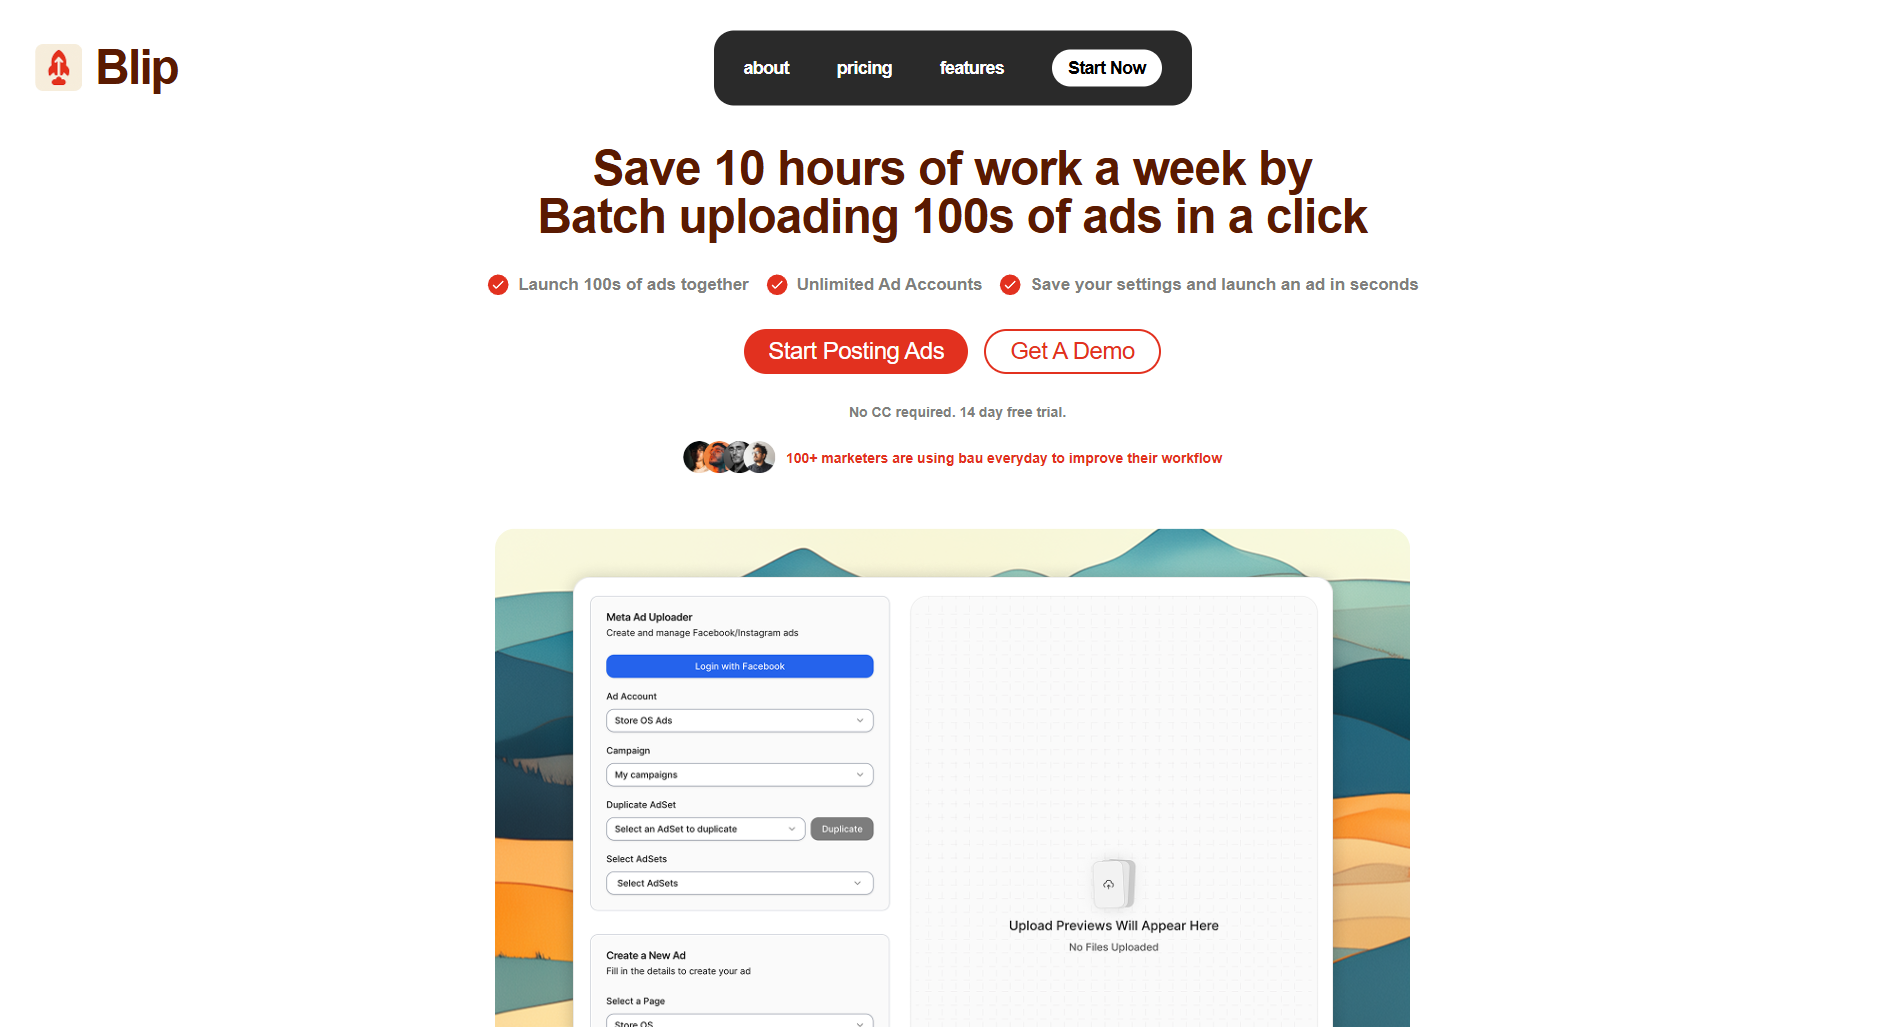 Blip
about
pricing
features
Start Now
Save 10 hours of work a week by
Batch uploading 100s of ads in a click
Launch 100s of ads together
Unlimited Ad Accounts
Save your settings and launch an ad in seconds
Start Posting Ads
Get A Demo
No CC required. 14 day free trial.
100+ marketers are using bau everyday to improve their workflow
Meta Ad Uploader
Create and manage Facebook/Instagram ads
Login with Facebook
Ad Account
Store OS Ads
Campaign
My campaigns
Duplicate AdSet
Select an AdSet to duplicate
Duplicate
Select AdSets
Select AdSets
Create a New Ad
Fill in the details to create your ad
Select a Page
Store OS
Upload Previews Will Appear Here
No Files Uploaded